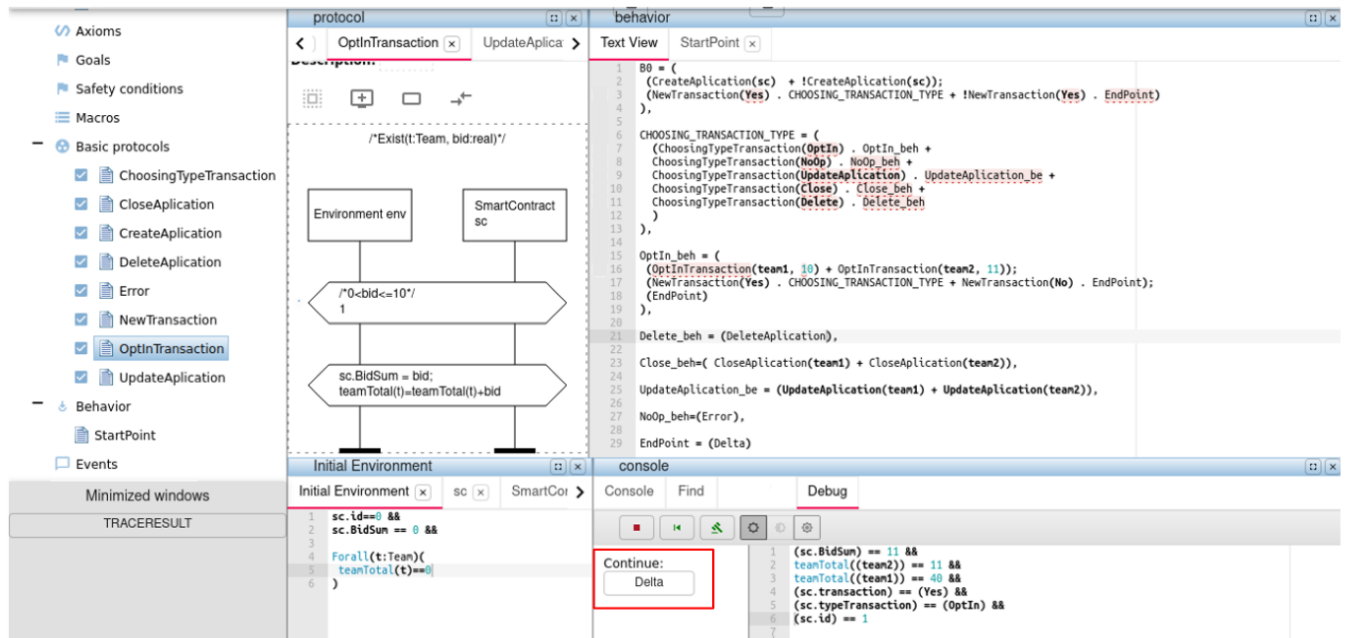 Axioms
Goals
Safety conditions
Macros
Basic protocols
ChoosingTypeTransaction
CloseAplication
CreateAplication
DeleteAplication
Error
NewTransaction
OptInTransaction
UpdateAplication
Behavior
StartPoint
Events
Minimized windows
TRACERESULT
protocol
OptInTransaction
UpdateAplica
Description:
/*Exist(t:Team, bid:real)*/
Environment env
SmartContract
sc
/*0<bid<=10*/
1
sc.BidSum = bid;
teamTotal(t)=teamTotal(t)+bid
behavior
Text View StartPoint
1 B0 = (
2 (CreateAplication(sc) + !CreateAplication(sc));
3 (NewTransaction(Yes) . CHOOSING_TRANSACTION_TYPE + !NewTransaction(Yes) . EndPoint)
4 ),
5
6 CHOOSING_TRANSACTION_TYPE = (
7 (ChoosingTypeTransaction(OptIn) . OptIn_beh +
8 ChoosingTypeTransaction(NoOp) . NoOp_beh +
9 ChoosingTypeTransaction(UpdateAplication) . UpdateApplication_be +
10 ChoosingTypeTransaction(Close) . Close_beh +
11 ChoosingTypeTransaction(Delete) . Delete_beh
12 )
13 ),
14
15 OptIn_beh = (
16 (OptInTransaction(team1, 10) + OptInTransaction(team2, 11));
17 (NewTransaction(Yes) . CHOOSING_TRANSACTION_TYPE + NewTransaction(No) . EndPoint);
18 (EndPoint)
19 ),
20
21 Delete_beh = (DeleteAplication),
22
23 Close_beh=( CloseAplication(team1) + CloseAplication(team2)),
24
25 UpdateAplication_be = (UpdateAplication(team1) + UpdateAplication(team2)),
26
27 NoOp_beh=(Error),
28
29 EndPoint = (Delta)
Initial Environment
Initial Environment sc SmartCor
1 sc.id==0 &&
2 sc.BidSum == 0 &&
3
4 Forall(t:Team)(
5 teamTotal(t)==0
6 )
console
Console Find Debug
Continue:
Delta
1 (sc.BidSum) == 11 &&
2 teamTotal((team2)) == 11 &&
3 teamTotal((team1)) == 40 &&
4 (sc.transaction) == (Yes) &&
5 (sc.typeTransaction) == (OptIn) &&
6 (sc.id) == 1
7